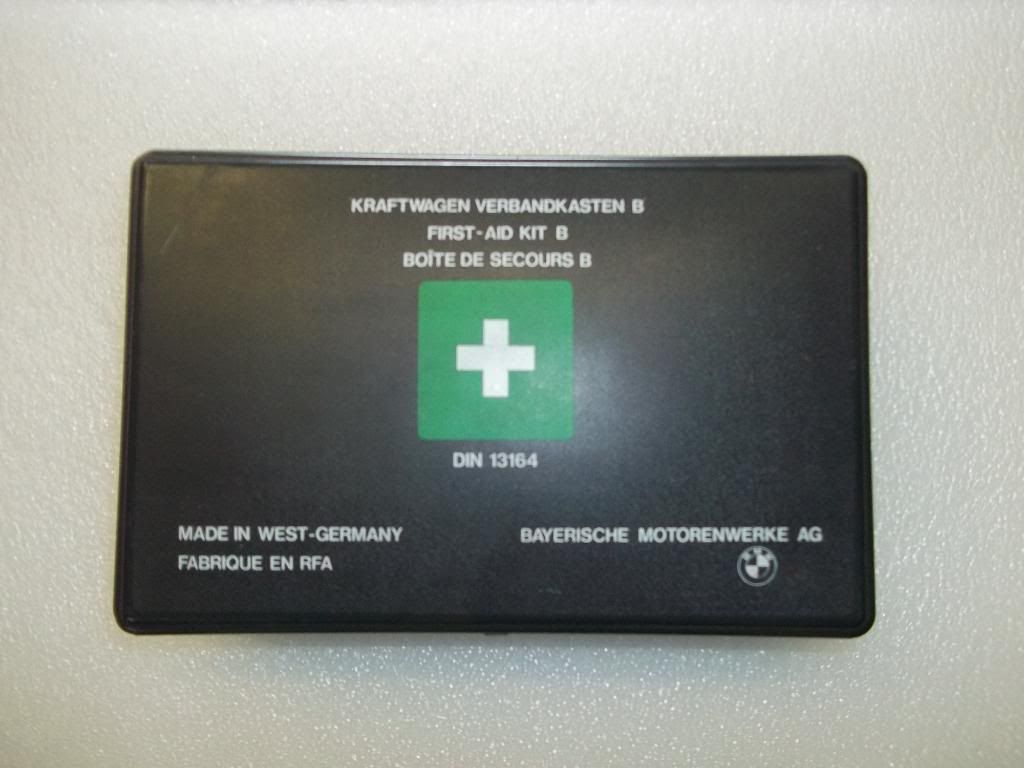 KRAFTWAGEN VERBANDKASTEN B
FIRST-AID KIT B
BOÎTE DE SECOURS B
DIN 13164
MADE IN WEST-GERMANY
FABRIQUE EN RFA
BAYERISCHE MOTORENWERKE AG
BMW